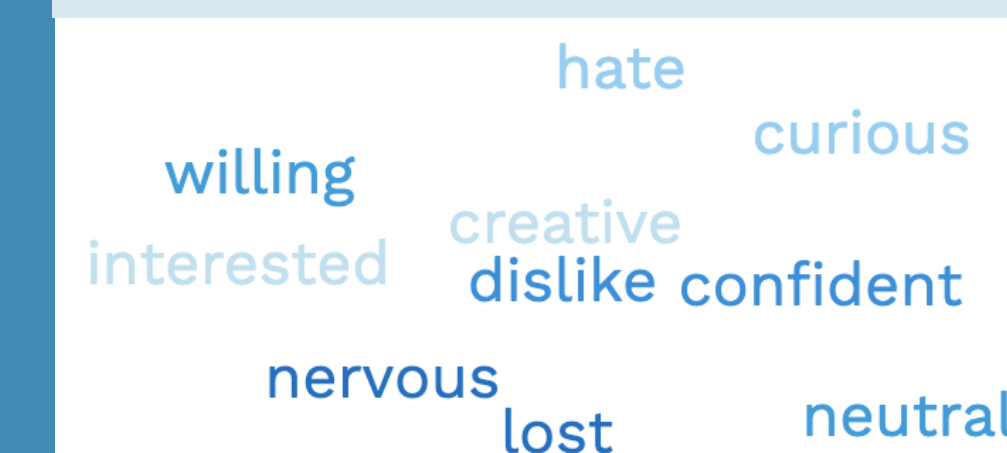 hate
curious
willing
creative
interested
dislike confident
nervous
neutral
lost